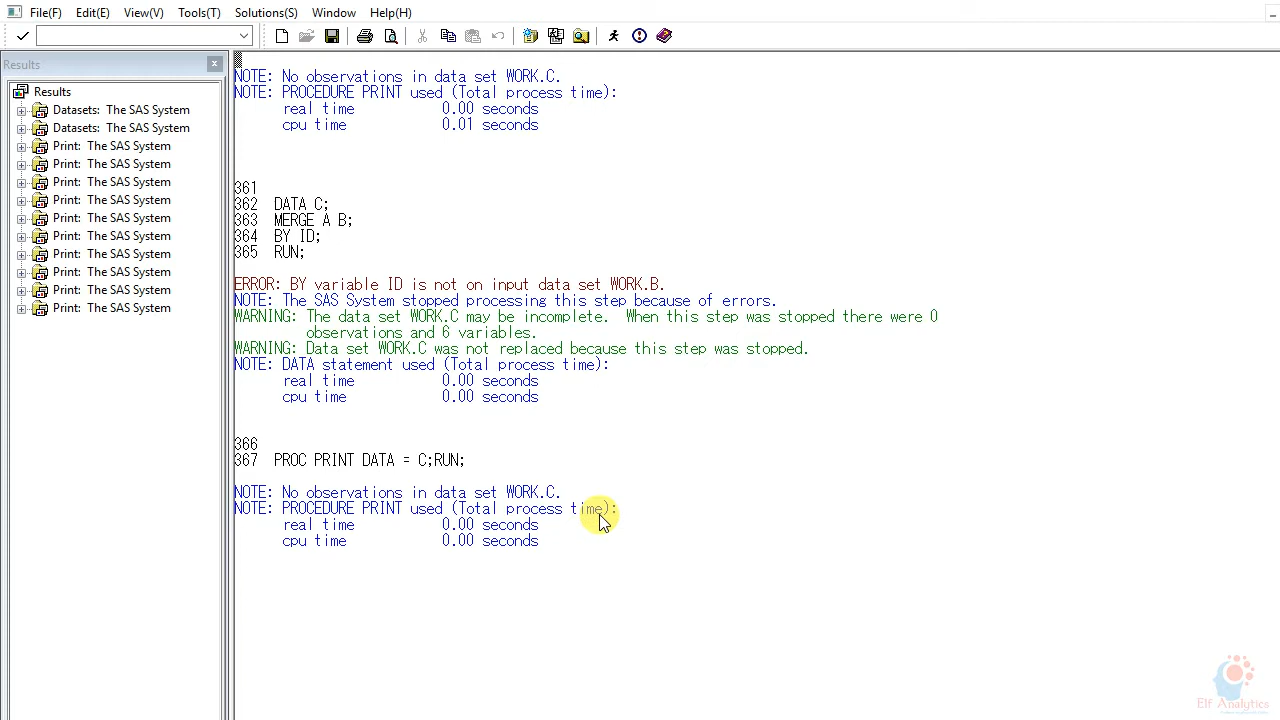 File(F) Edit(E) View(V) Tools(T) Solutions(S) Window Help(H)
Results
Results
Datasets: The SAS System
Datasets: The SAS System
Print: The SAS System
Print: The SAS System
Print: The SAS System
Print: The SAS System
Print: The SAS System
Print: The SAS System
Print: The SAS System
Print: The SAS System
Print: The SAS System
Print: The SAS System
NOTE: No observations in data set WORK.C.
NOTE: PROCEDURE PRINT used (Total process time):
real time 0.00 seconds
cpu time 0.01 seconds
361
362 DATA C;
363 MERGE A B;
364 BY ID;
365 RUN;
ERROR: BY variable ID is not on input data set WORK.B.
NOTE: The SAS System stopped processing this step because of errors.
WARNING: The data set WORK.C may be incomplete. When this step was stopped there were 0
observations and 6 variables.
WARNING: Data set WORK.C was not replaced because this step was stopped.
NOTE: DATA statement used (Total process time):
real time 0.00 seconds
cpu time 0.00 seconds
366
367 PROC PRINT DATA = C;RUN;
NOTE: No observations in data set WORK.C.
NOTE: PROCEDURE PRINT used (Total process time):
real time 0.00 seconds
cpu time 0.00 seconds
Elf Analytics